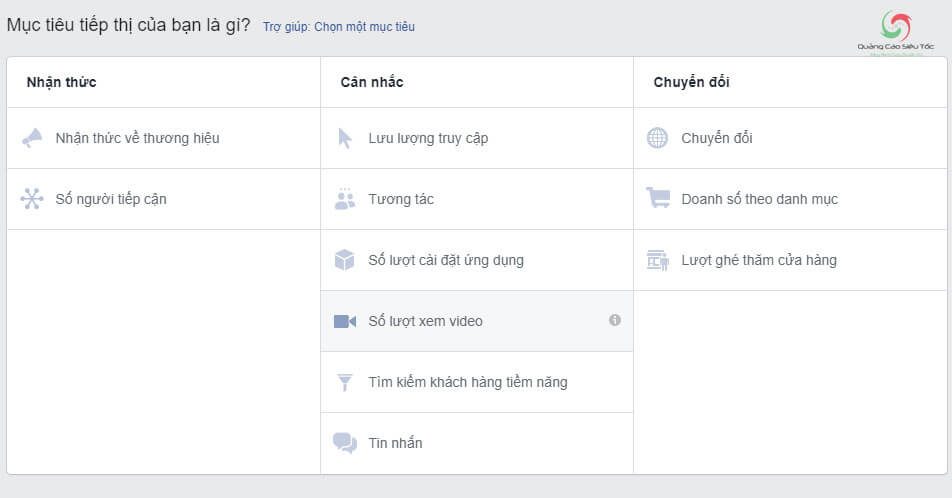 Mục tiêu tiếp thị của bạn là gì? Trợ giúp: Chọn một mục tiêu
Quảng Cáo Siêu Tốc
Nhận thức
Cân nhắc
Chuyển đổi
Nhận thức về thương hiệu
Lưu lượng truy cập
Chuyển đổi
Số người tiếp cận
Tương tác
Doanh số theo danh mục
Số lượt cài đặt ứng dụng
Lượt ghé thăm cửa hàng
Số lượt xem video
Tìm kiếm khách hàng tiềm năng
Tin nhắn